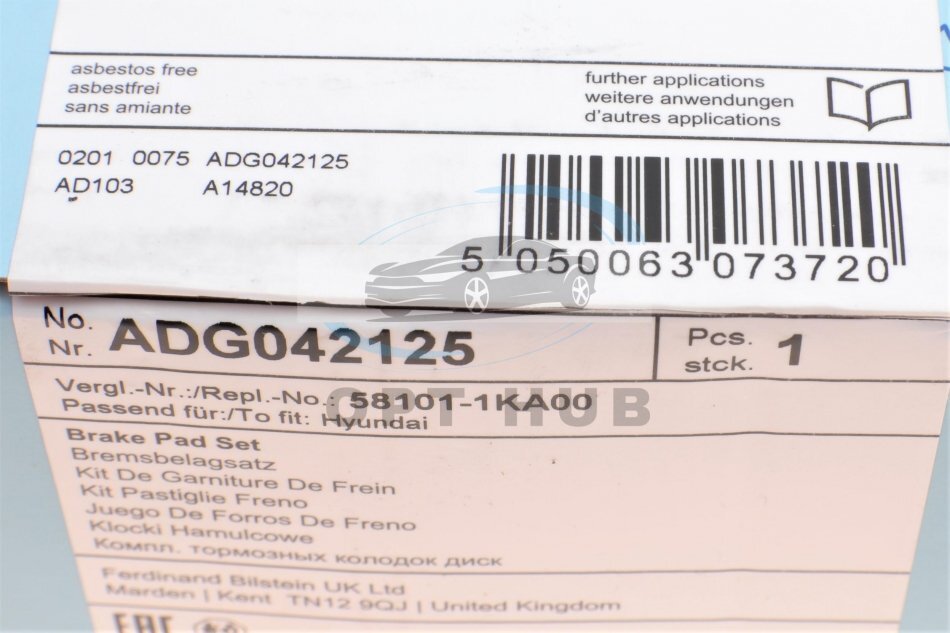 asbestos free
asbestfrei
sans amiante
further applications
weitere anwendungen
d'autres applications
0201 0075 ADG042125
AD103 A14820
5 050063 073720
No.
Nr. ADG042125
Pcs.
stck. 1
Vergl.-Nr.:/Repl.-No.: 58101-1KA00
Passend für:/To fit: Hyundai
OPT HUB
Brake Pad Set
Bremsbelagsatz
Kit De Garniture De Frein
Kit Pastiglie Freno
Juego De Forros De Freno
Klocki Hamulcowe
Компл. тормозных колодок диск
Ferdinand Bilstein UK Ltd
Marden | Kent TN12 9QJ | United Kingdom
EAC